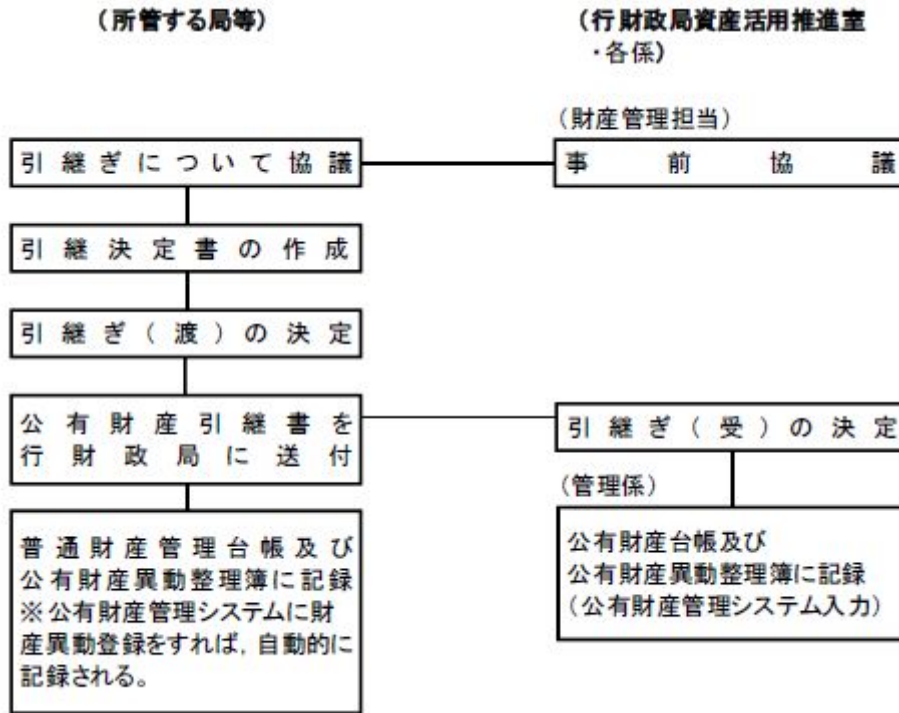 （所管する局等）
（行財政局資産活用推進室
・各係）
（財産管理担当）
引継ぎについて協議
事前協議
引継決定書の作成
引継ぎ（渡）の決定
公有財産引継書を
行財政局に送付
引継ぎ（受）の決定
（管理係）
普通財産管理台帳及び
公有財産異動整理簿に記録
※公有財産管理システムに財
産異動登録をすれば，自動的に
記録される。
公有財産台帳及び
公有財産異動整理簿に記録
（公有財産管理システム入力）